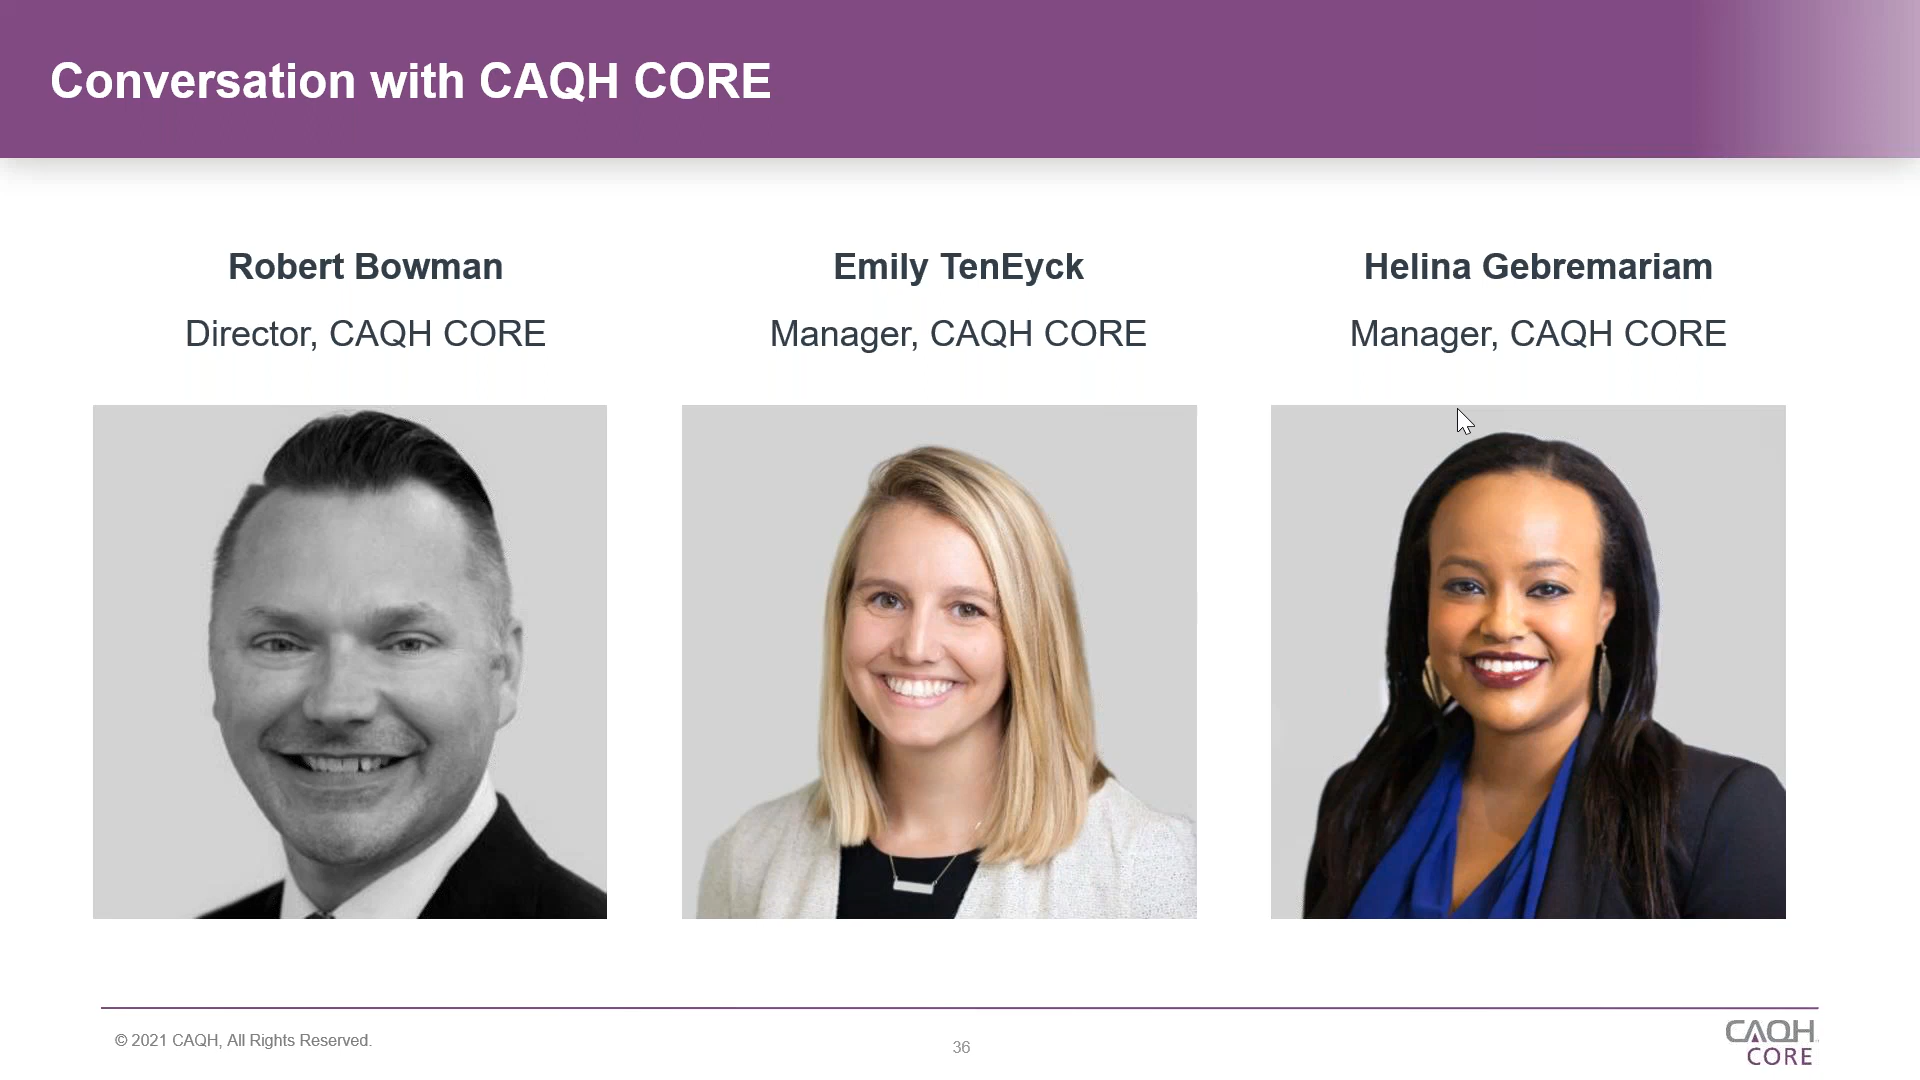 Conversation with CAQH CORE
Robert Bowman
Director, CAQH CORE
Emily TenEyck
Manager, CAQH CORE
Helina Gebremariam
Manager, CAQH CORE
© 2021 CAQH, All Rights Reserved.
36
CAQH
CORE